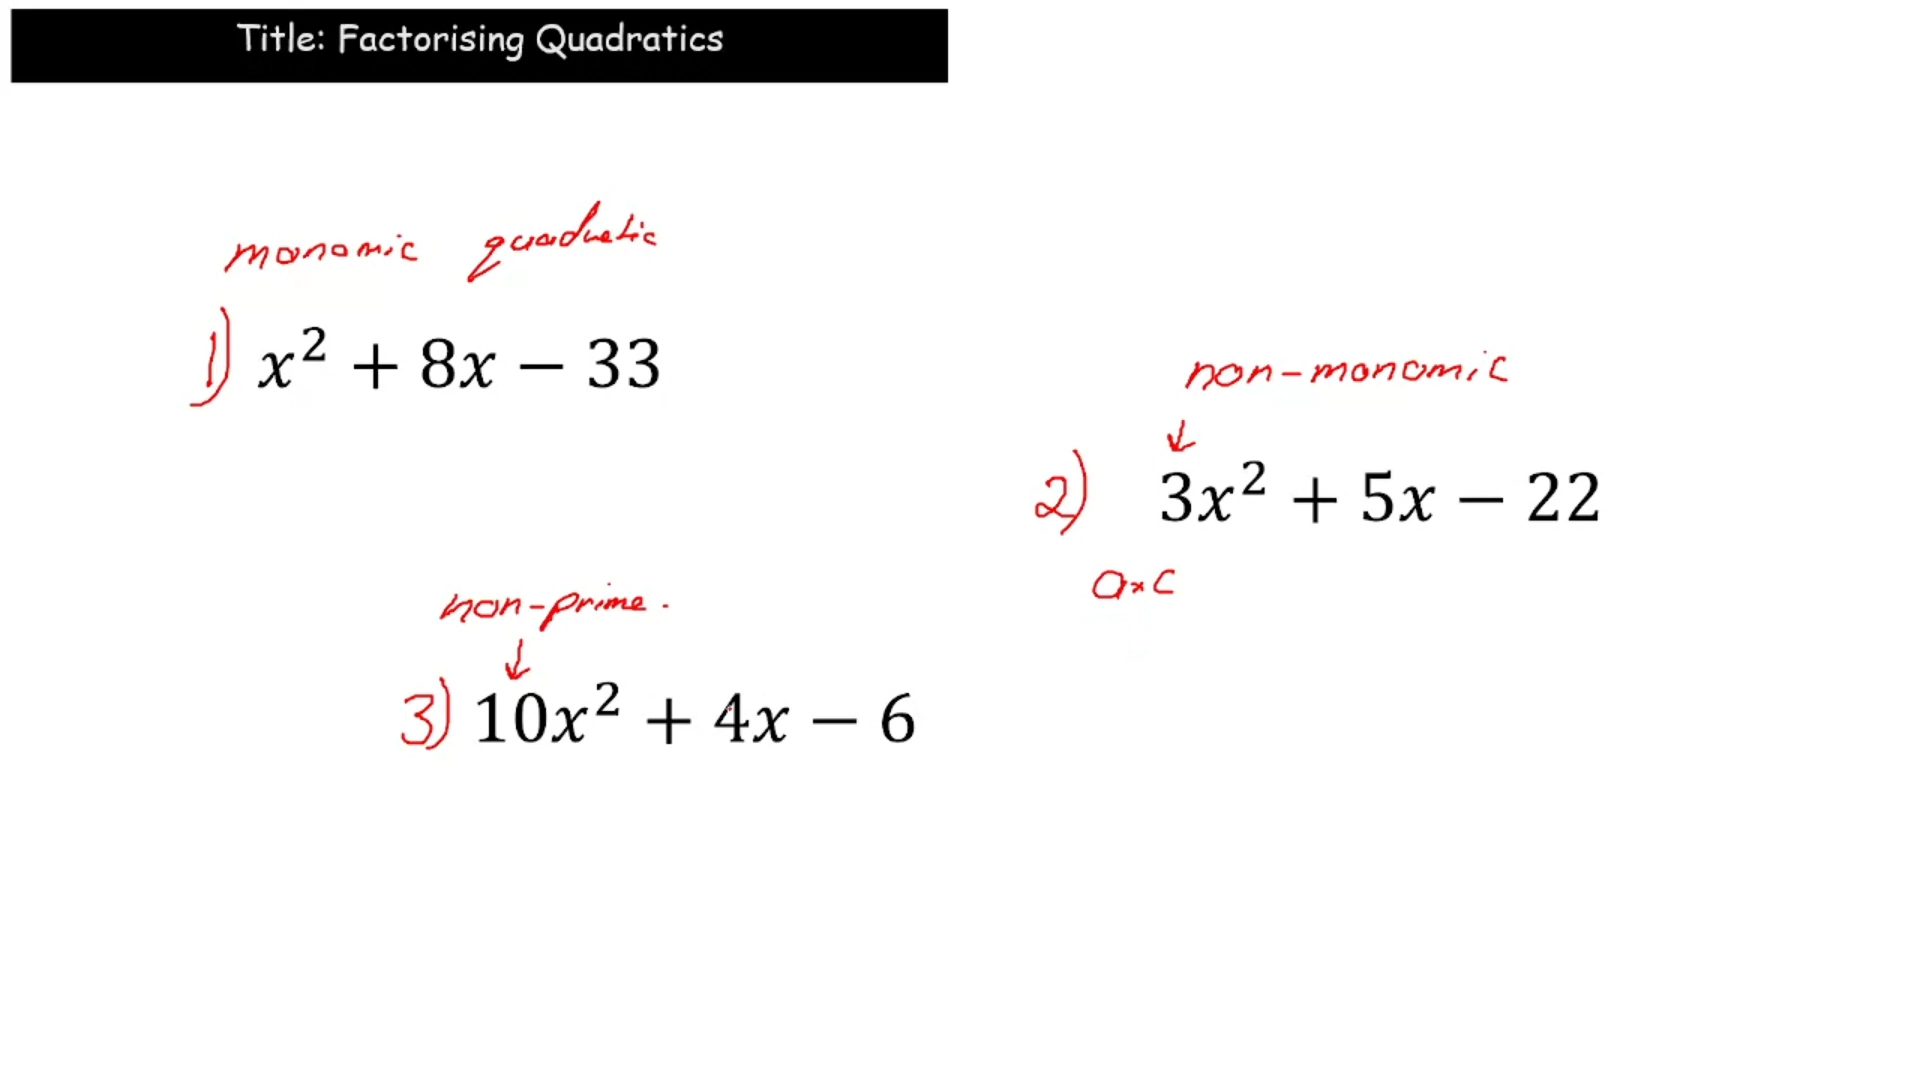 Title: Factorising Quadratics
monomic quadratic
1) x² + 8x − 33
non-monomic
↓
2) 3x² + 5x − 22
a×c
non-prime.
↓
3) 10x² + 4x − 6